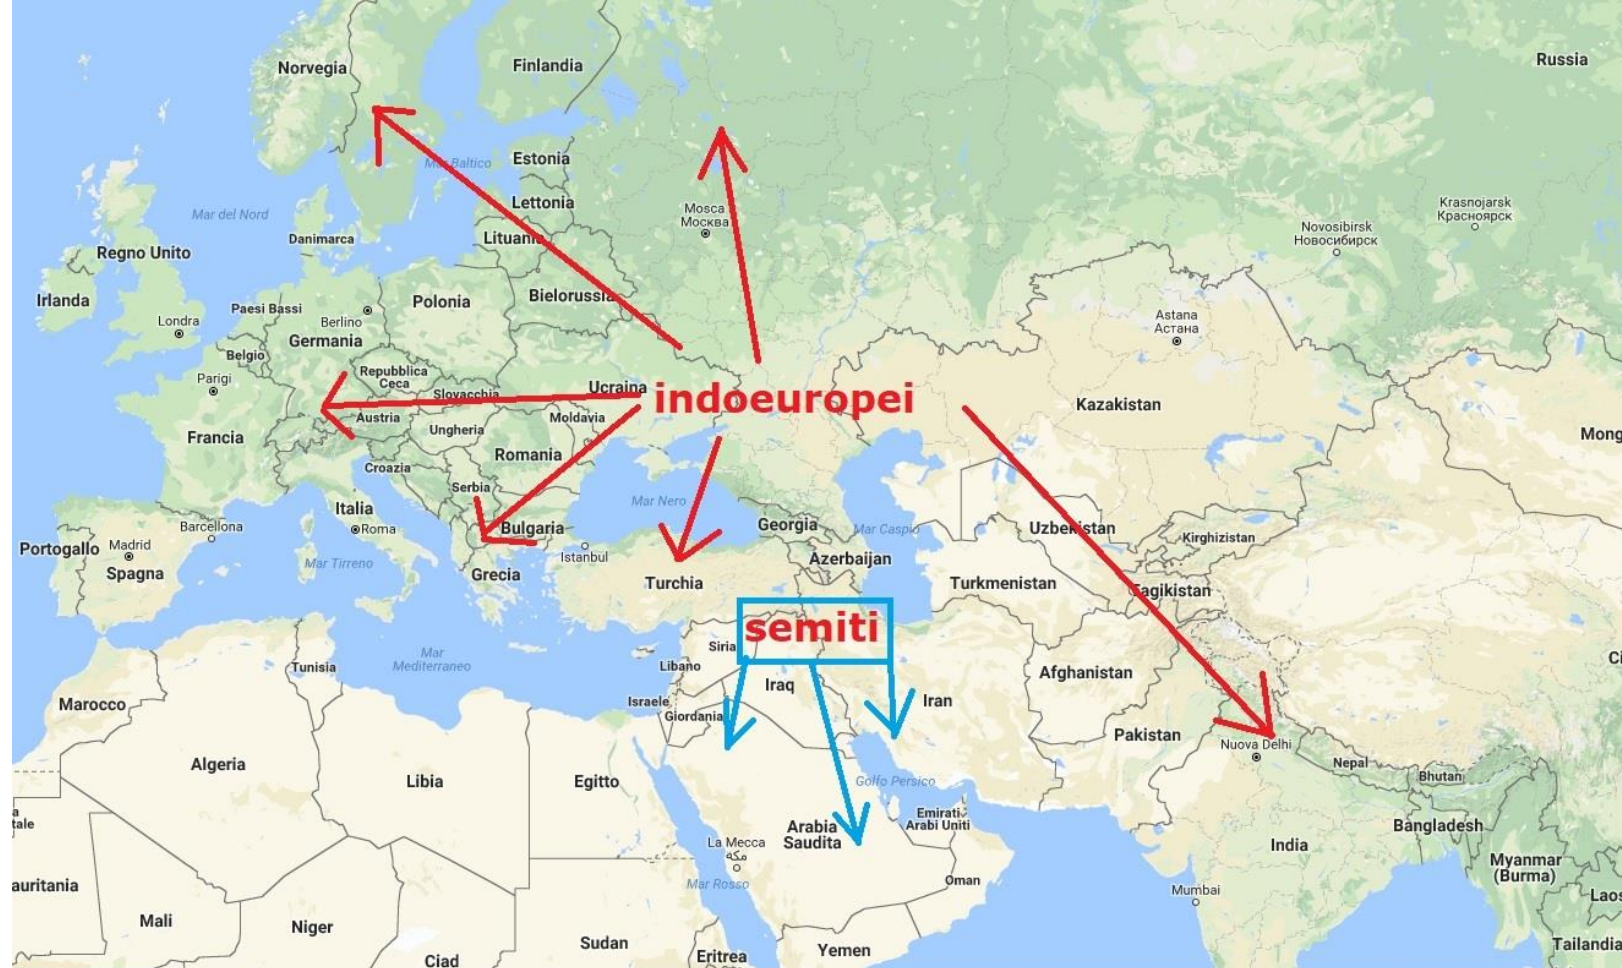 Norvegia
Finlandia
Russia
Mar Baltico
Estonia
Lettonia
Mar del Nord
Mosca
Москва
Krasnojarsk
Красноярск
Novosibirsk
Новосибирск
Danimarca
Lituania
Regno Unito
Irlanda
Paesi Bassi
Polonia
Bielorussia
Londra
Berlino
Germania
Astana
Астана
Belgio
Parigi
Repubblica
Ceca
Slovacchia
Ucraina
indoeuropei
Kazakistan
Francia
Austria
Ungheria
Moldavia
Mong
Croazia
Romania
Serbia
Italia
Roma
Mar Nero
Barcellona
Bulgaria
Georgia
Mar Caspio
Uzbekistan
Kirghizistan
Portogallo
Madrid
Spagna
Mar Tirreno
Istanbul
Grecia
Azerbaijan
Turchia
Turkmenistan
Tagikistan
semiti
Tunisia
Mar
Mediterraneo
Siria
Libano
Afghanistan
Ci
Marocco
Israele
Giordania
Iraq
Iran
Pakistan
Nuova Delhi
Algeria
Libia
Egitto
Golfo Persico
Nepal
Bhutan
a
tale
Emirati
Arabi Uniti
Arabia
Saudita
La Mecca
مكة
Bangladesh
India
Myanmar
(Burma)
auritania
Mar Rosso
Oman
Mumbai
Laos
Mali
Niger
Ciad
Sudan
Eritrea
Yemen
Tailandia